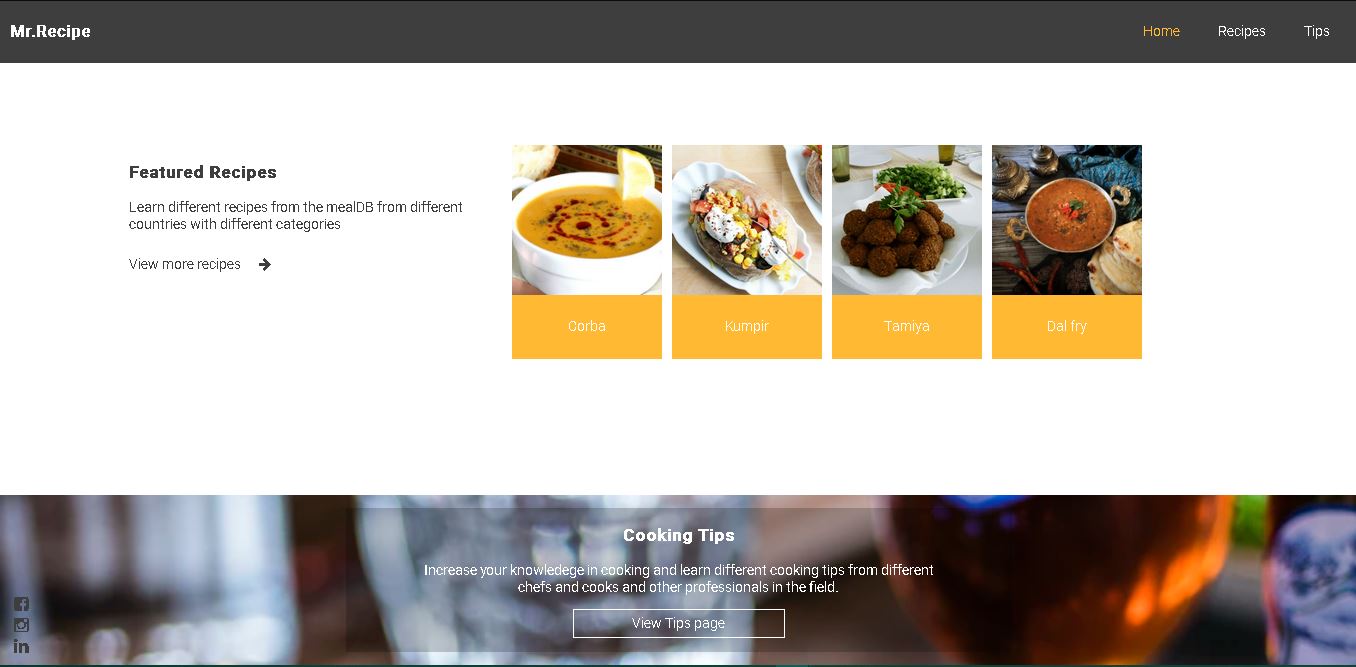 Mr.Recipe
Home Recipes Tips
Featured Recipes
Learn different recipes from the mealDB from different
countries with different categories
View more recipes
Corba
Kumpir
Tamiya
Dal fry
Cooking Tips
Increase your knowledege in cooking and learn different cooking tips from different
chefs and cooks and other professionals in the field.
View Tips page